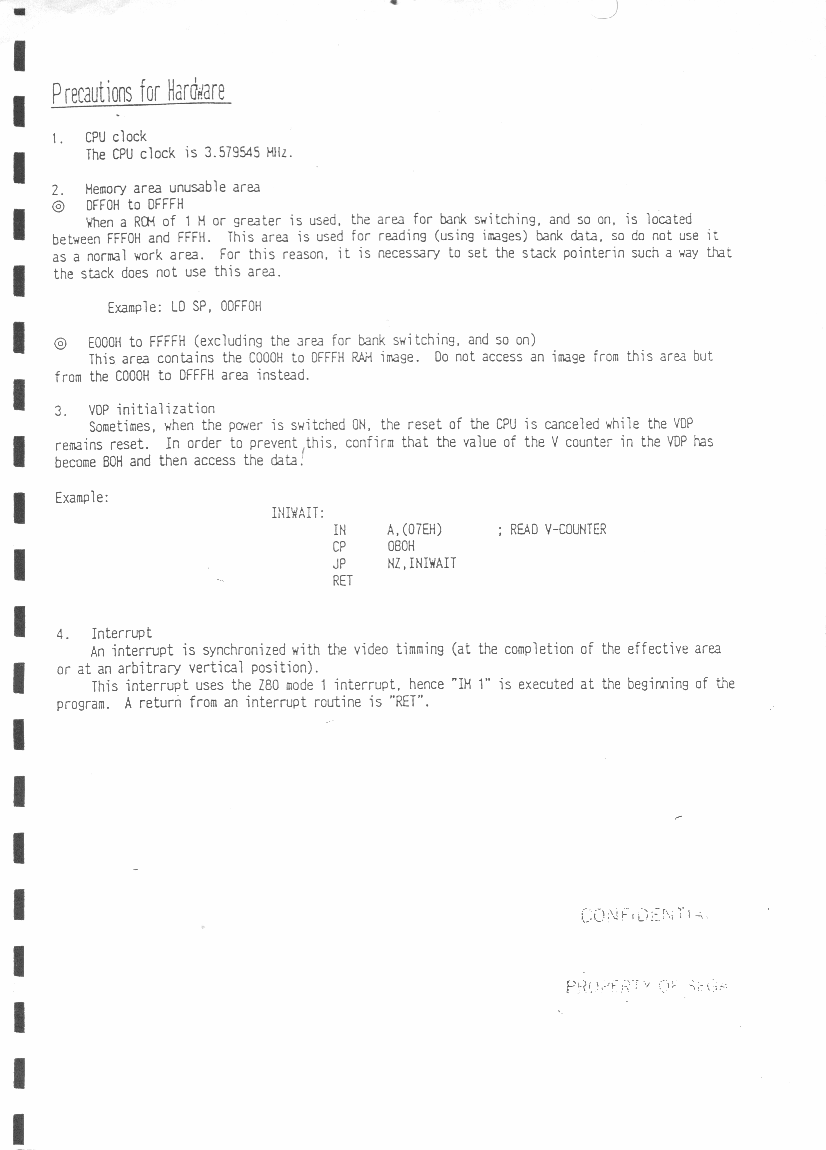 Precautions for Hardware
1. CPU clock
The CPU clock is 3.579545 MHz.
2. Memory area unusable area
◎ DFF0H to DFFFH
When a ROM of 1 M or greater is used, the area for bank switching, and so on, is located
between FFF0H and FFFH. This area is used for reading (using images) bank data, so do not use it
as a normal work area. For this reason, it is necessary to set the stack pointerin such a way that
the stack does not use this area.
Example: LD SP, 0DFF0H
◎ E000H to FFFFH (excluding the area for bank switching, and so on)
This area contains the C000H to DFFFH RAM image. Do not access an image from this area but
from the C000H to DFFFH area instead.
3. VDP initialization
Sometimes, when the power is switched ON, the reset of the CPU is canceled while the VDP
remains reset. In order to prevent this, confirm that the value of the V counter in the VDP has
become B0H and then access the data.
Example:
INIWAIT:
IN A,(07EH) ; READ V-COUNTER
CP 0B0H
JP NZ,INIWAIT
RET
4. Interrupt
An interrupt is synchronized with the video timming (at the completion of the effective area
or at an arbitrary vertical position).
This interrupt uses the Z80 mode 1 interrupt, hence "IM 1" is executed at the beginning of the
program. A return from an interrupt routine is "RET".
CONFIDENTIAL
PROPERTY OF SEGA